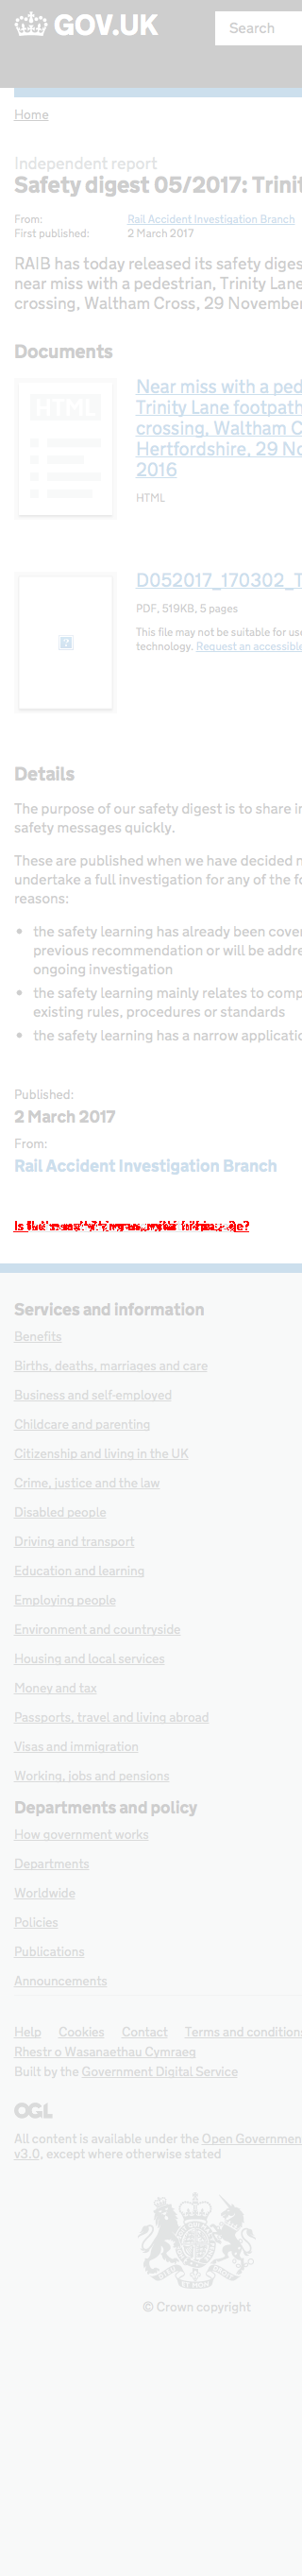 GOV.UK
Search
Home
Independent report
Safety digest 05/2017: Trinit
From: Rail Accident Investigation Branch
First published: 2 March 2017
RAIB has today released its safety diges
near miss with a pedestrian, Trinity Lane
crossing, Waltham Cross, 29 November
Documents
HTML
Near miss with a ped
Trinity Lane footpath
crossing, Waltham C
Hertfordshire, 29 No
2016
HTML
D052017_170302_T
PDF, 519KB, 5 pages
This file may not be suitable for use
technology. Request an accessible
Details
The purpose of our safety digest is to share in
safety messages quickly.
These are published when we have decided n
undertake a full investigation for any of the fo
reasons:
• the safety learning has already been cover
previous recommendation or will be addre
ongoing investigation
• the safety learning mainly relates to comp
existing rules, procedures or standards
• the safety learning has a narrow applicatio
Published:
2 March 2017
From:
Rail Accident Investigation Branch
Services and information
Benefits
Births, deaths, marriages and care
Business and self-employed
Childcare and parenting
Citizenship and living in the UK
Crime, justice and the law
Disabled people
Driving and transport
Education and learning
Employing people
Environment and countryside
Housing and local services
Money and tax
Passports, travel and living abroad
Visas and immigration
Working, jobs and pensions
Departments and policy
How government works
Departments
Worldwide
Policies
Publications
Announcements
Help Cookies Contact Terms and conditions
Rhestr o Wasanaethau Cymraeg
Built by the Government Digital Service
OGL
All content is available under the Open Governmen
v3.0, except where otherwise stated
© Crown copyright